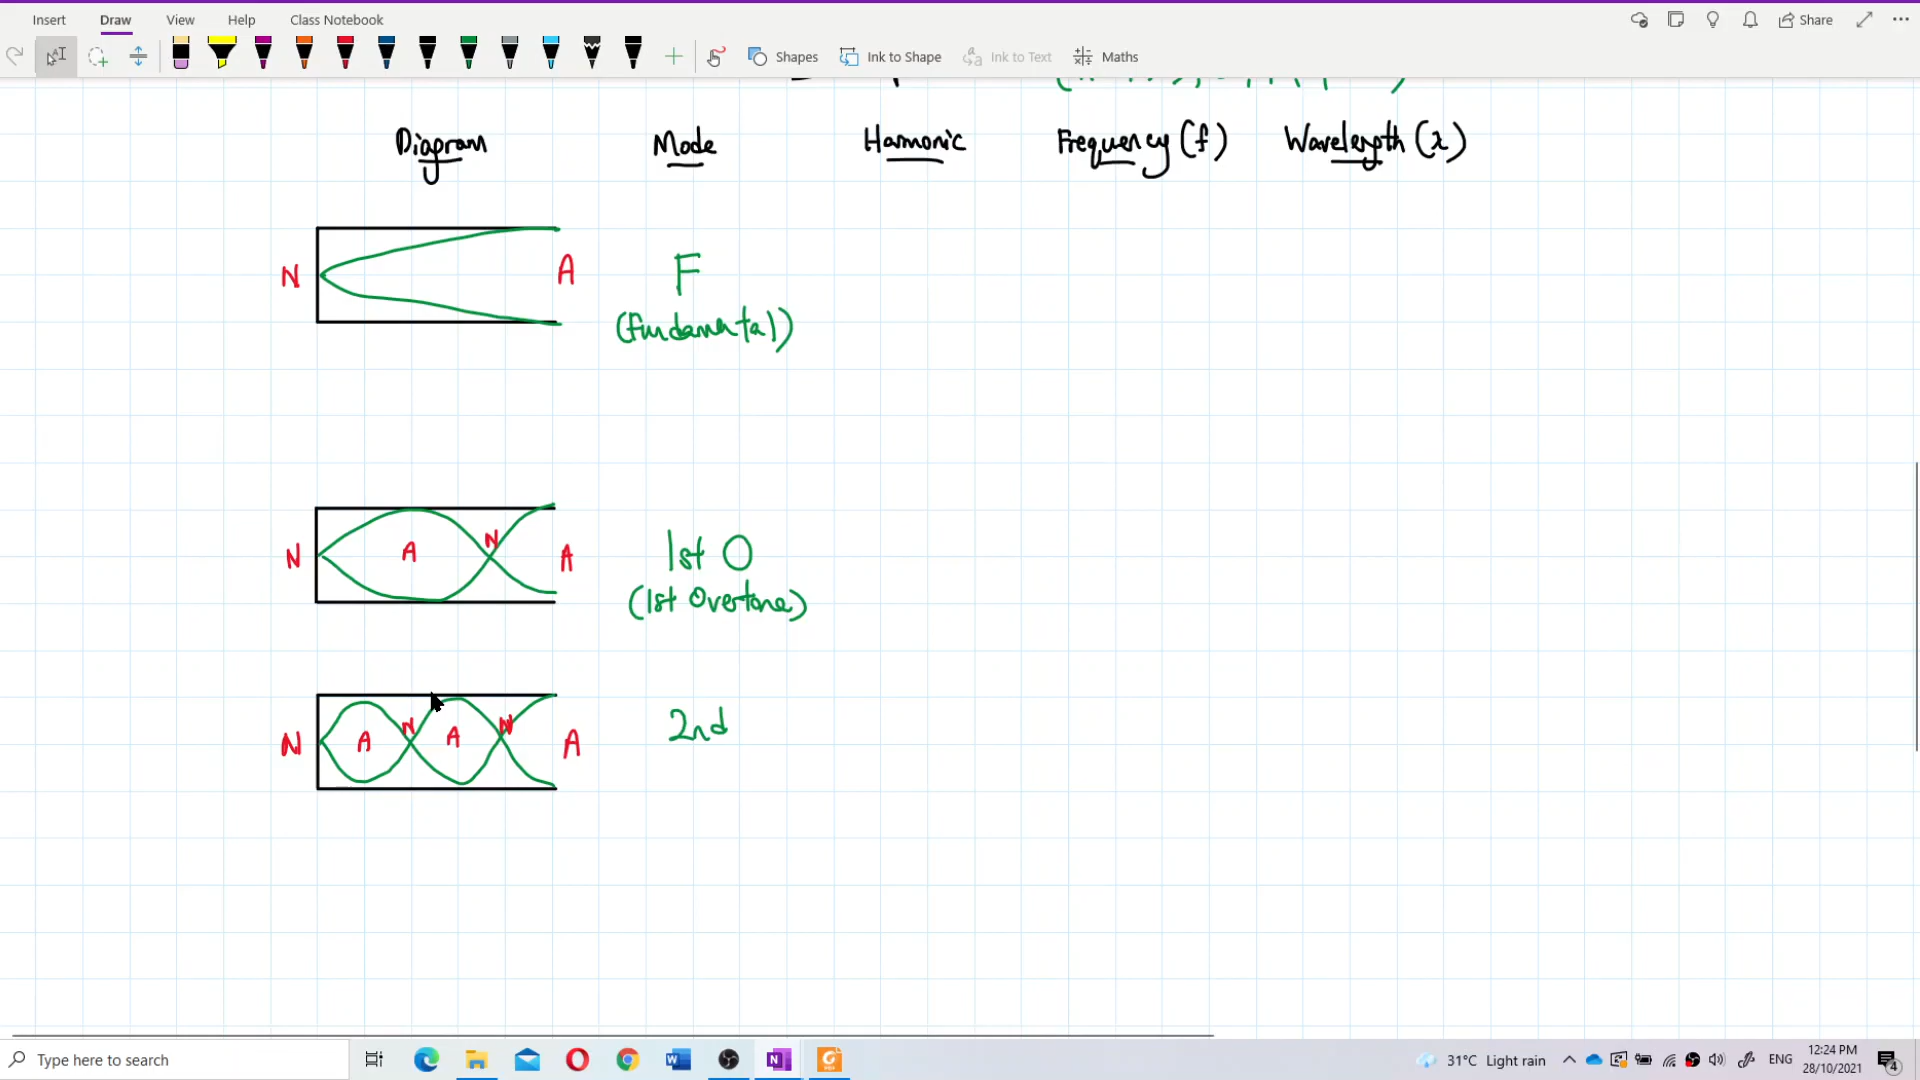 Insert Draw View Help Class Notebook Share
Shapes Ink to Shape Ink to Text Maths
Diagram Mode Harmonic Frequency (f) Wavelength (λ)
N A F
(Fundamental)
N A N A 1st O
(1st Overtone)
N A N A N A 2nd
Type here to search 31°C Light rain ENG 12:24 PM
28/10/2021 4